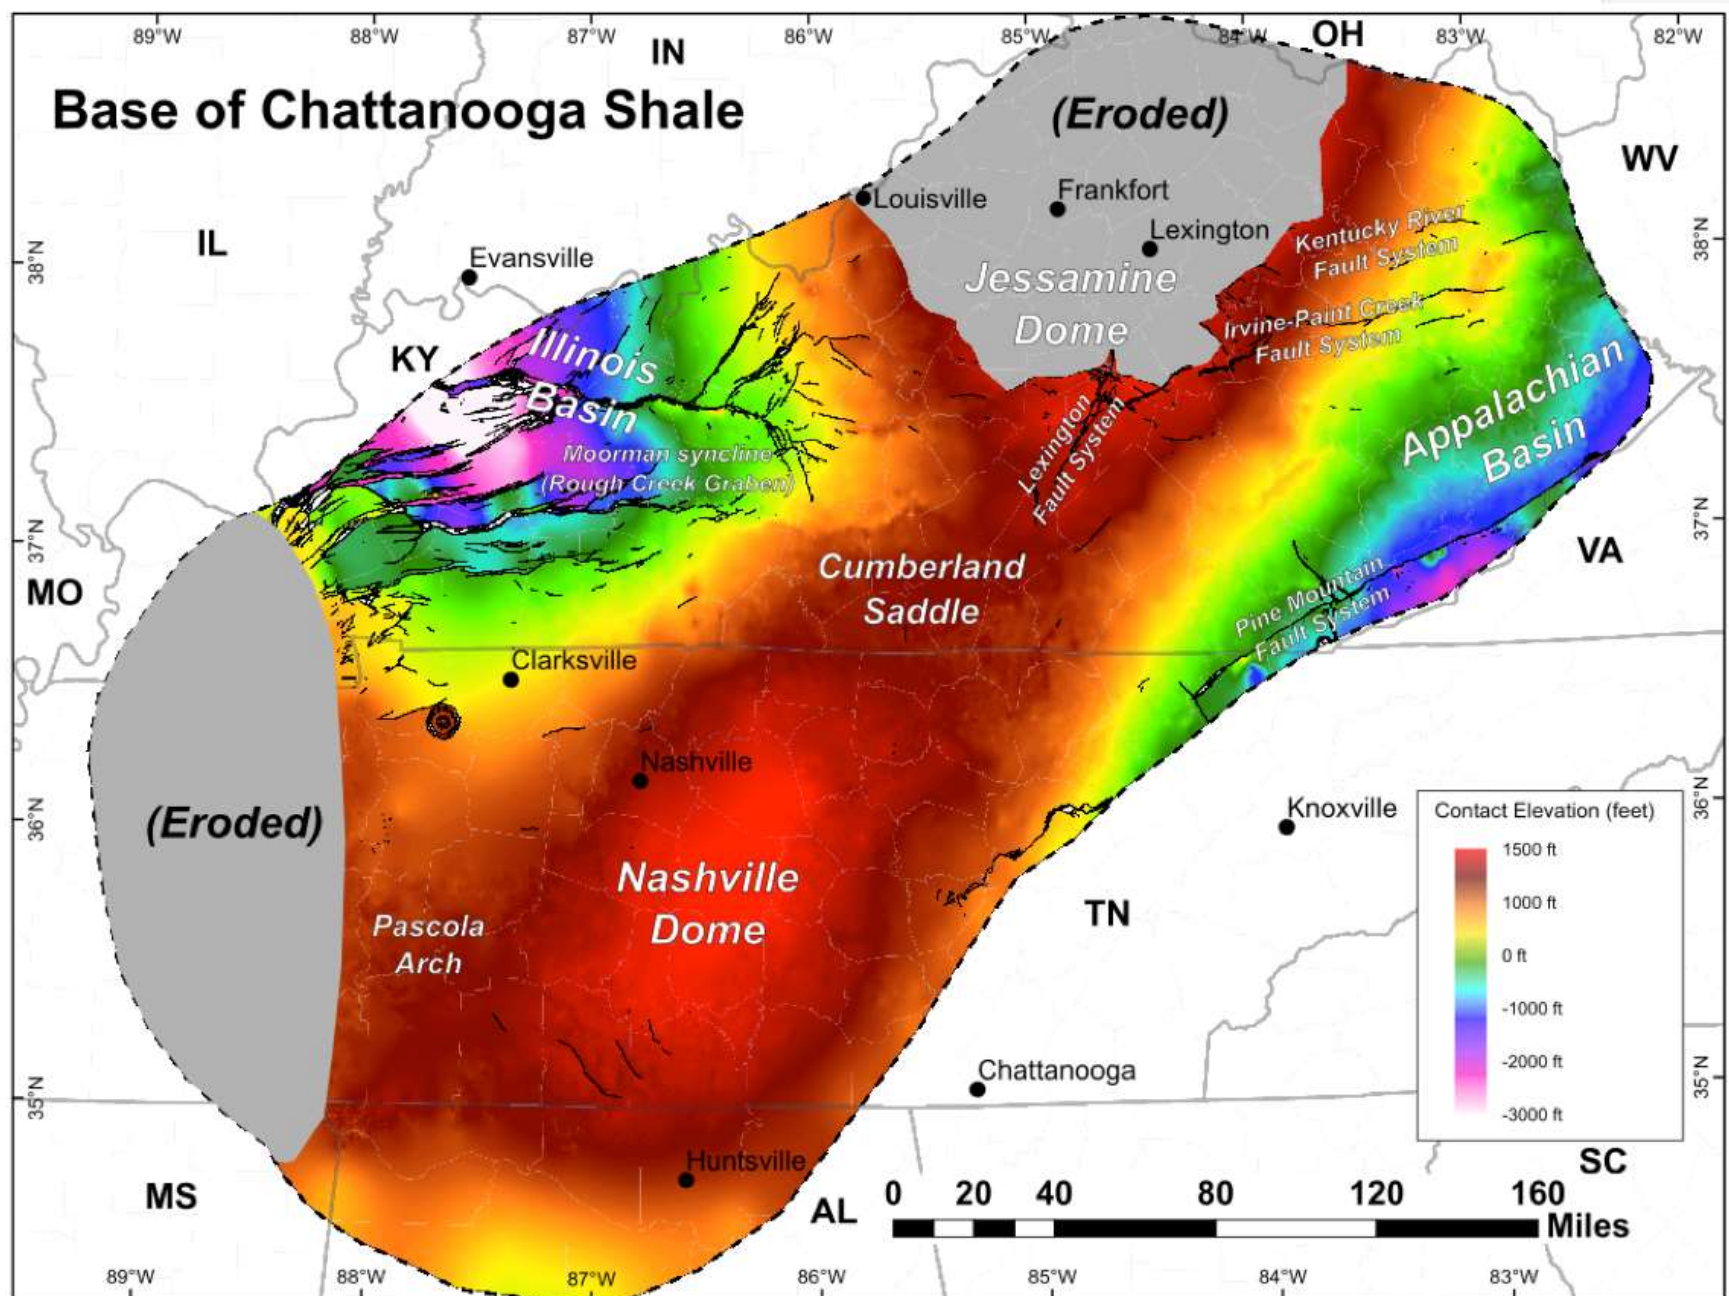 89°W
88°W
87°W
86°W
85°W
84°W
83°W
82°W
IN
OH
Base of Chattanooga Shale
(Eroded)
WV
Louisville
Frankfort
Lexington
IL
Evansville
38°N
38°N
Kentucky River
Fault System
Jessamine
Dome
Irvine-Paint Creek
Fault System
KY
Illinois
Basin
Appalachian
Basin
Lexington
Fault System
Moorman syncline
(Rough Creek Graben)
37°N
37°N
MO
VA
Cumberland
Saddle
Pine Mountain
Fault System
Clarksville
Nashville
36°N
36°N
(Eroded)
Knoxville
Nashville
Dome
Pascola
Arch
TN
Contact Elevation (feet)
1500 ft
1000 ft
0 ft
-1000 ft
-2000 ft
-3000 ft
Chattanooga
35°N
35°N
Huntsville
MS
AL
SC
0 20 40 80 120 160
Miles
89°W
88°W
87°W
86°W
85°W
84°W
83°W